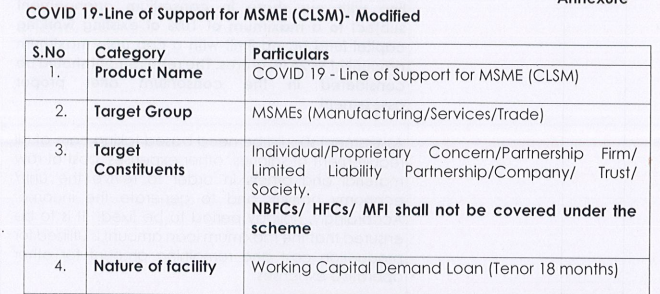 Annexure
COVID 19-Line of Support for MSME (CLSM)- Modified
S.No Category Particulars
1. Product Name COVID 19 - Line of Support for MSME (CLSM)
2. Target Group MSMEs (Manufacturing/Services/Trade)
3. Target Constituents Individual/Proprietary Concern/Partnership Firm/
Limited Liability Partnership/Company/ Trust/
Society.
NBFCs/ HFCs/ MFI shall not be covered under the
scheme
4. Nature of facility Working Capital Demand Loan (Tenor 18 months)